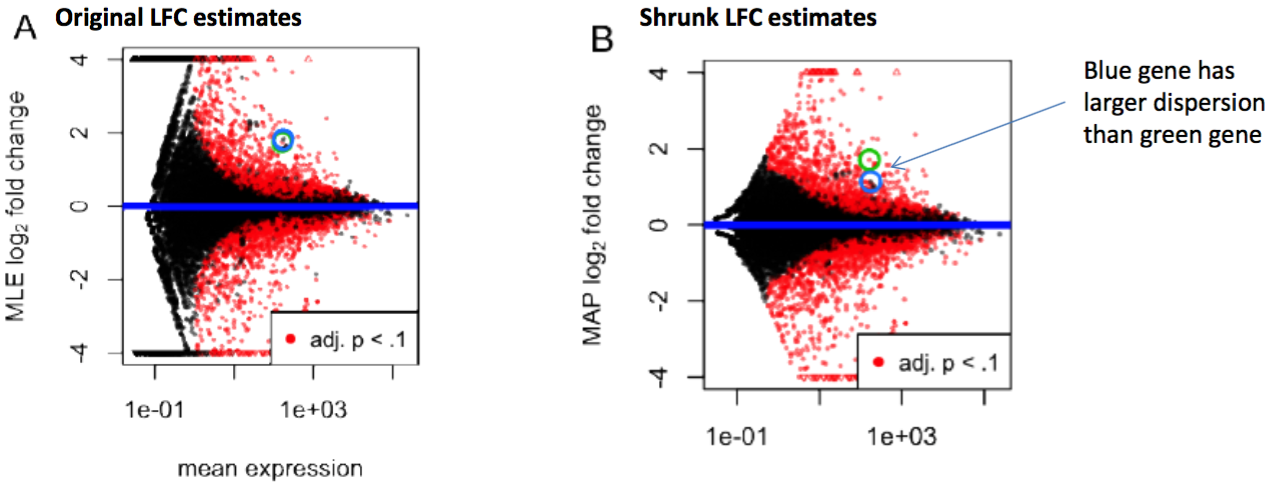 A Original LFC estimates
MLE log2 fold change
4
2
0
-2
-4
adj. p < .1
1e-01 1e+03
mean expression
B Shrunk LFC estimates
MAP log2 fold change
4
2
0
-2
-4
adj. p < .1
1e-01 1e+03
Blue gene has
larger dispersion
than green gene